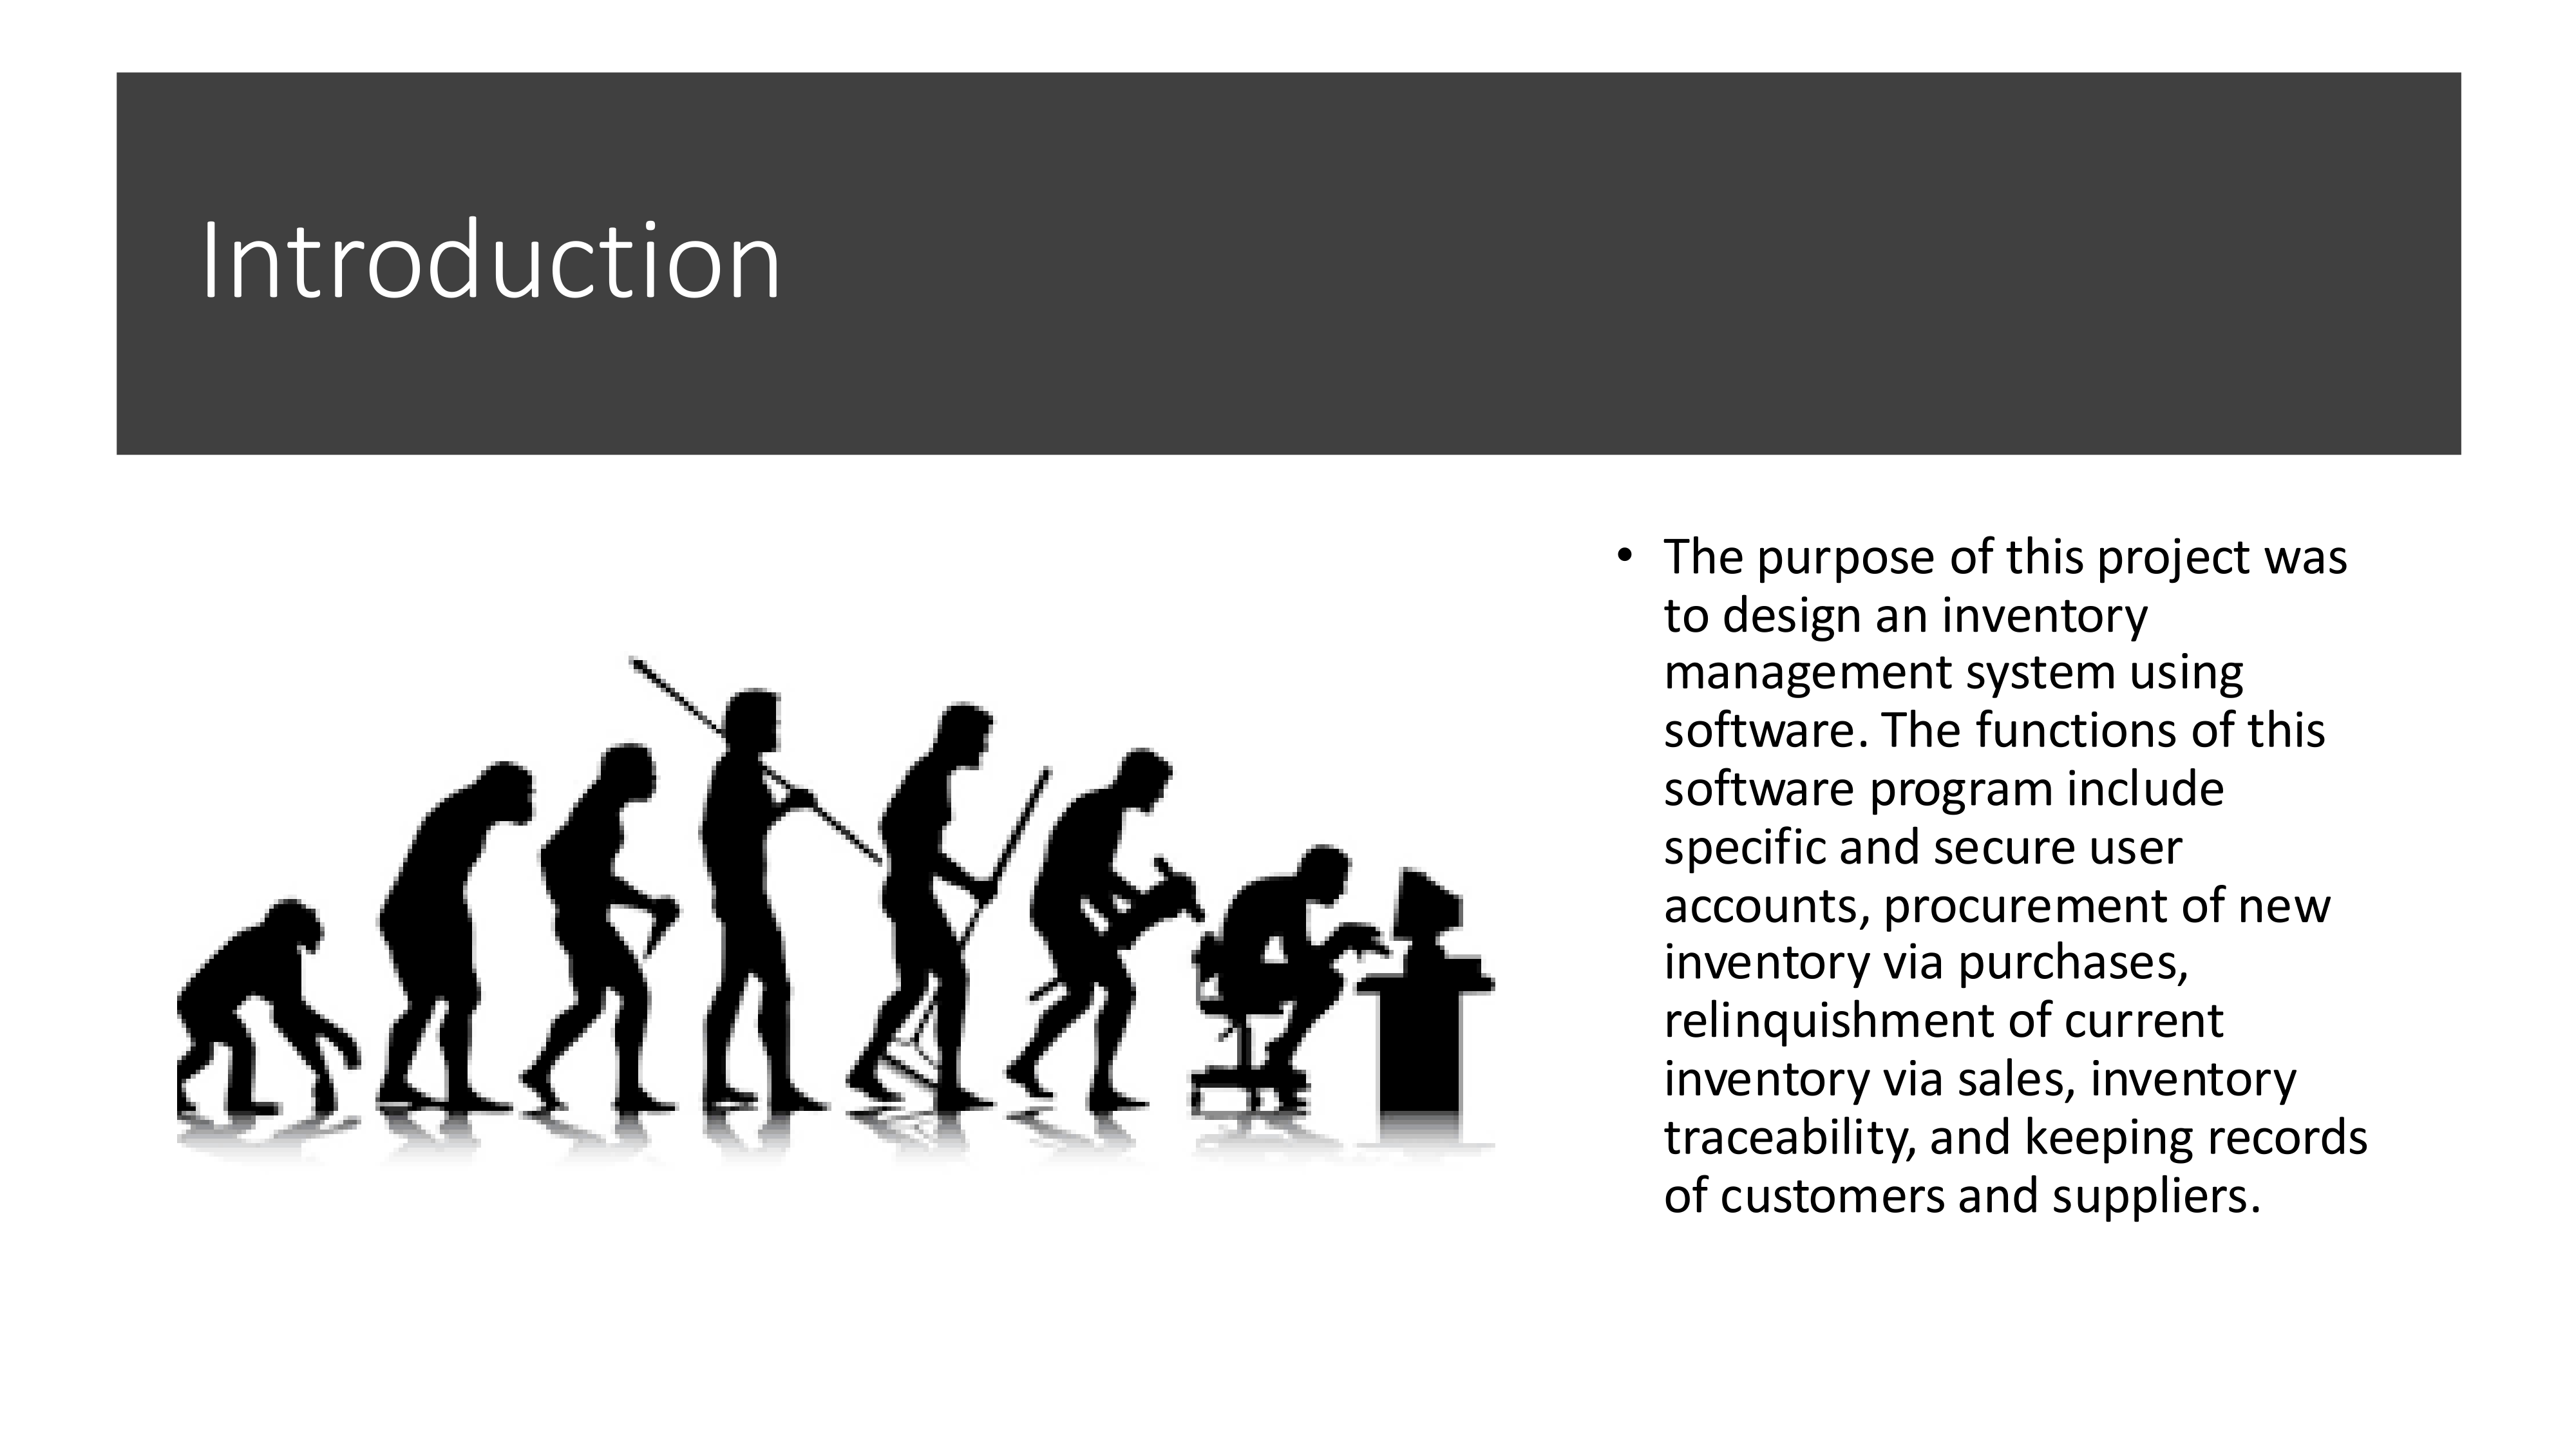 Introduction
• The purpose of this project was
to design an inventory
management system using
software. The functions of this
software program include
specific and secure user
accounts, procurement of new
inventory via purchases,
relinquishment of current
inventory via sales, inventory
traceability, and keeping records
of customers and suppliers.